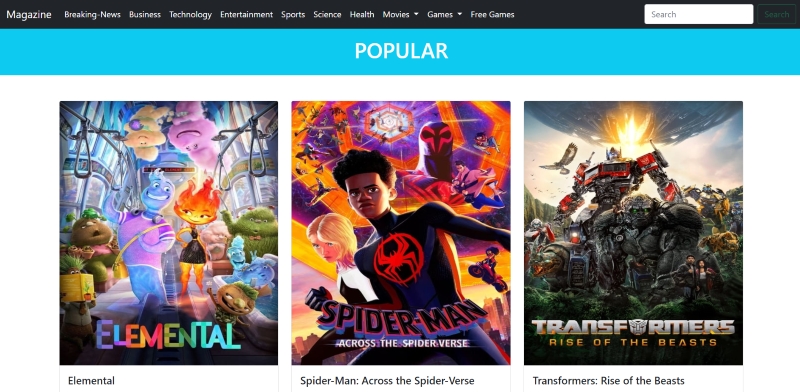 Magazine Breaking-News Business Technology Entertainment Sports Science Health Movies Games Free Games Search Search
POPULAR
ELEMENTAL
SPIDER-MAN
ACROSS THE SPIDER-VERSE
TRANSFORMERS
RISE OF THE BEASTS
Elemental Spider-Man: Across the Spider-Verse Transformers: Rise of the Beasts